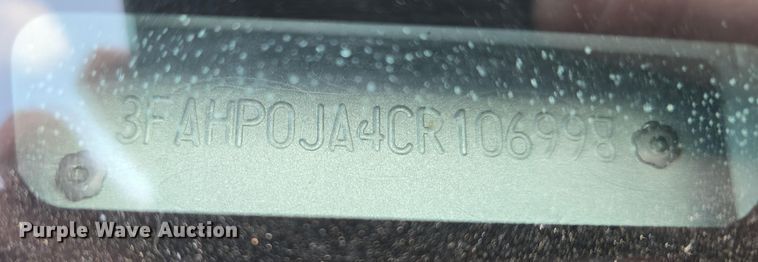 3FAHP0JA4CR106998
Purple Wave Auction